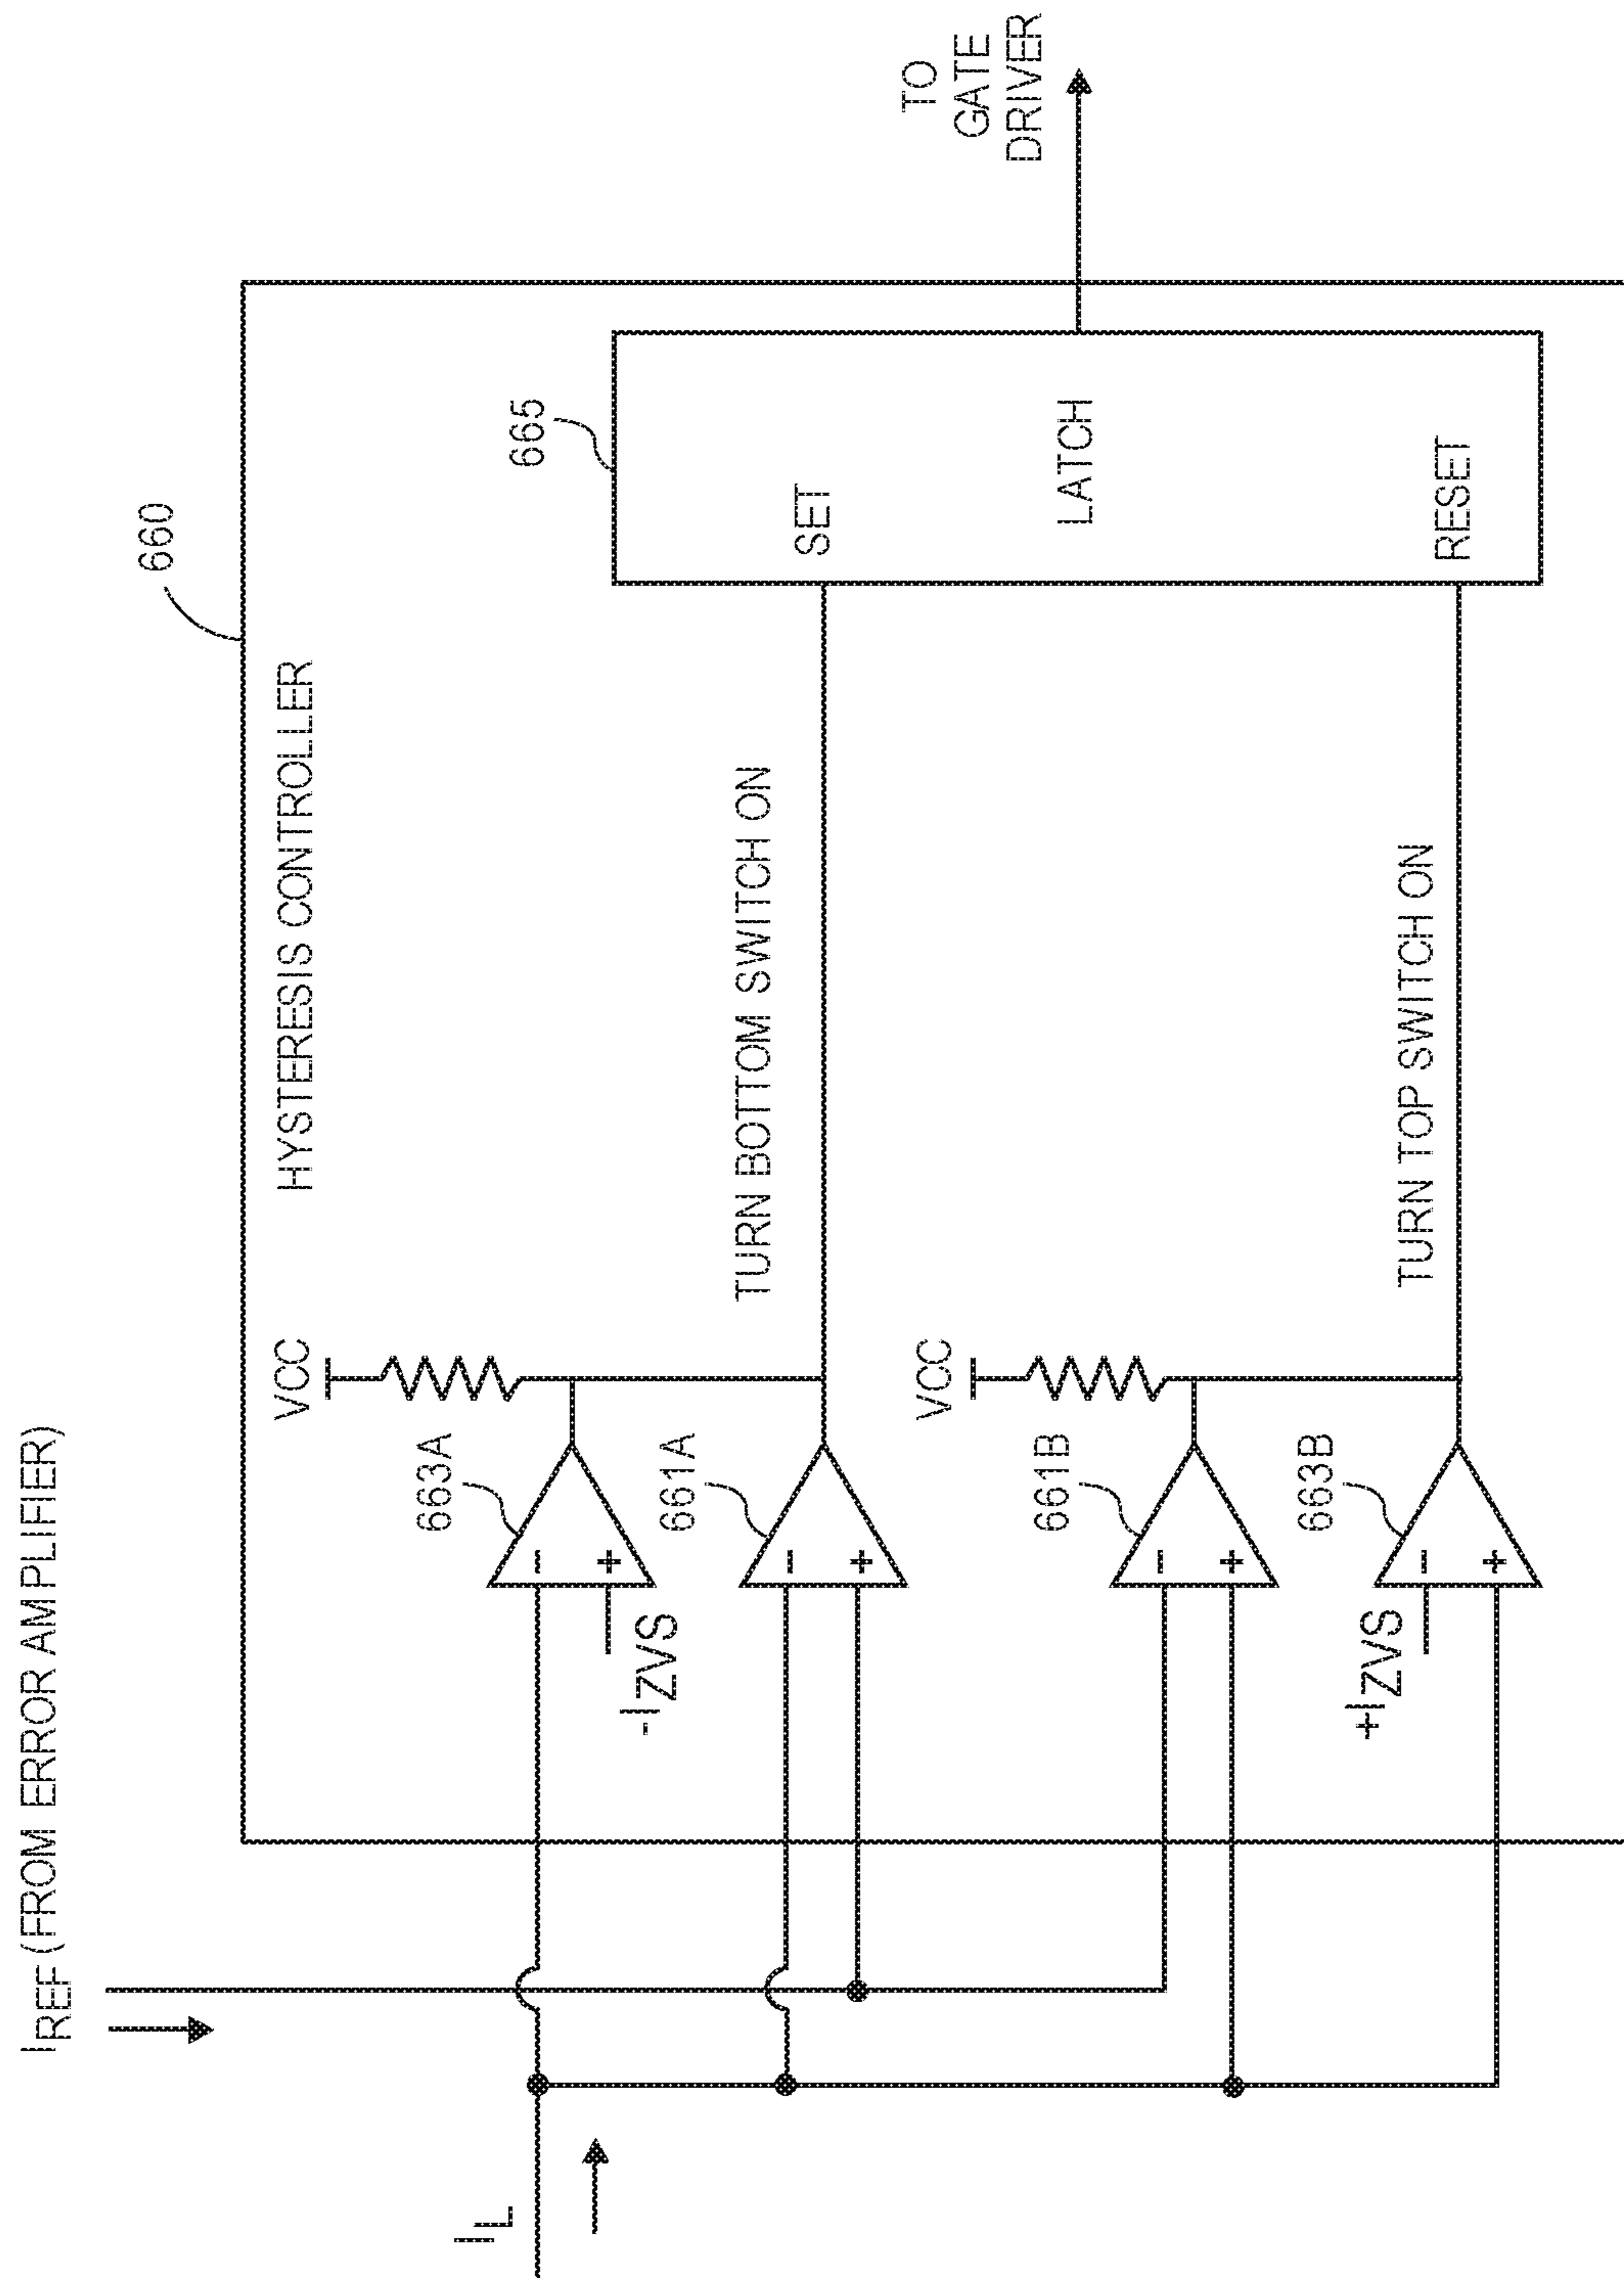 IREF (FROM ERROR AMPLIFIER)
IL
660
HYSTERESIS CONTROLLER
VCC
663A
-
+
-IZVS
661A
-
+
TURN BOTTOM SWITCH ON
665
SET
LATCH
RESET
TO
GATE
DRIVER
VCC
661B
-
+
663B
-
+
+IZVS
TURN TOP SWITCH ON